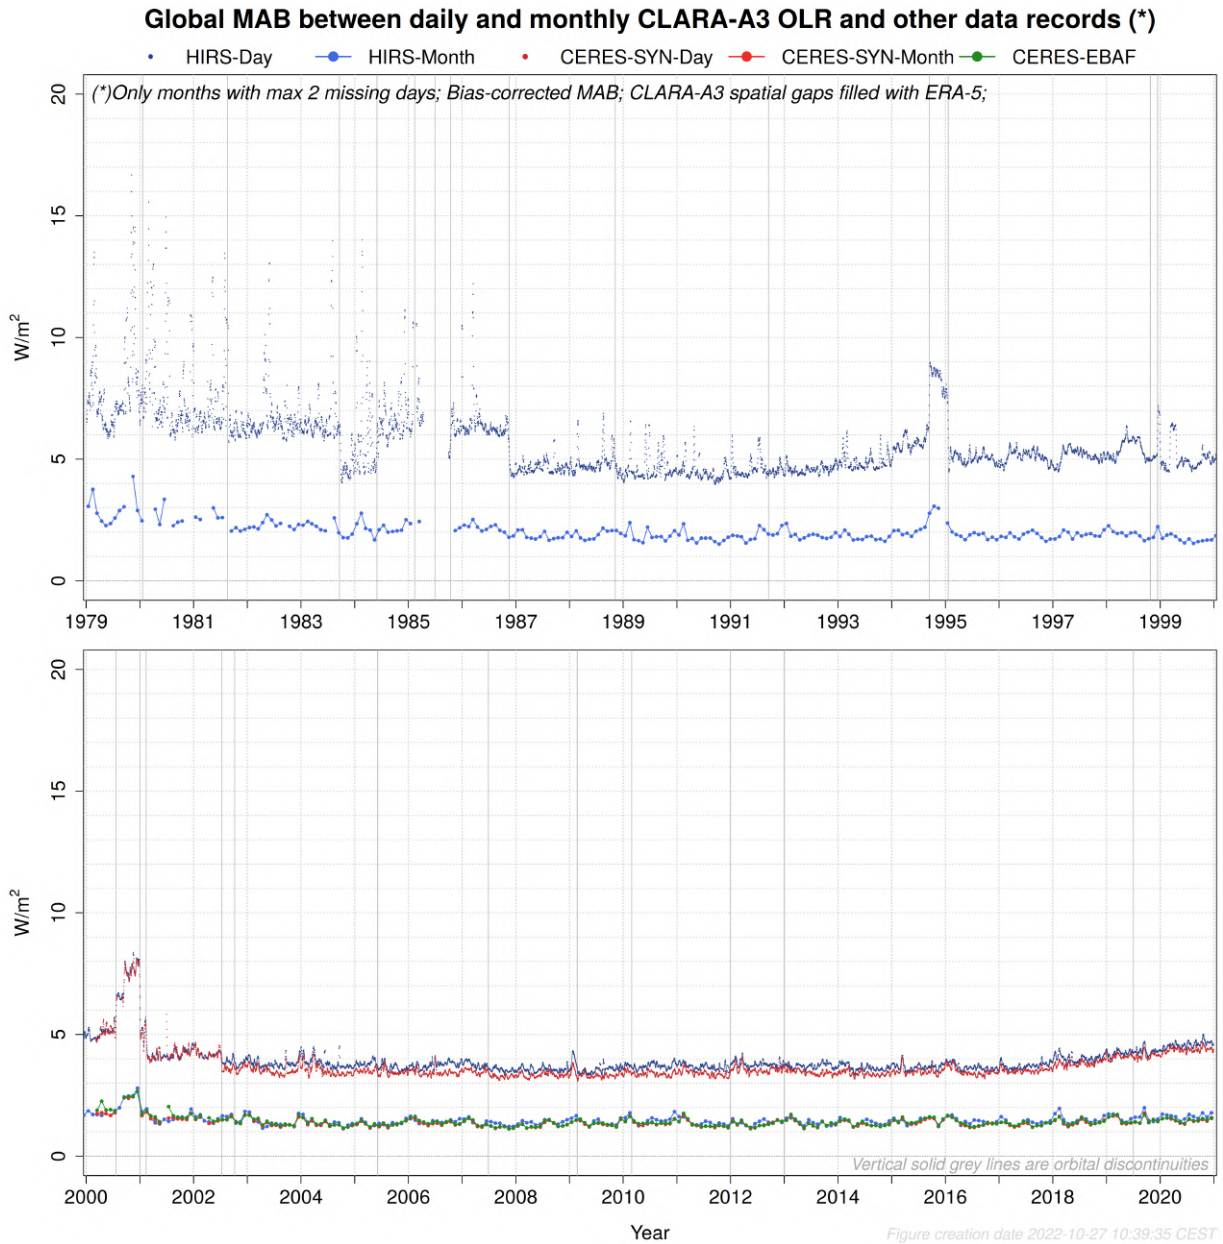 Global MAB between daily and monthly CLARA-A3 OLR and other data records (*)
HIRS-Day HIRS-Month CERES-SYN-Day CERES-SYN-Month CERES-EBAF
(*)Only months with max 2 missing days; Bias-corrected MAB; CLARA-A3 spatial gaps filled with ERA-5;
20
15
10
5
0
W/m²
1979 1981 1983 1985 1987 1989 1991 1993 1995 1997 1999
20
15
10
5
0
W/m²
Vertical solid grey lines are orbital discontinuities
2000 2002 2004 2006 2008 2010 2012 2014 2016 2018 2020
Year
Figure creation date 2022-10-27 10:39:35 CEST